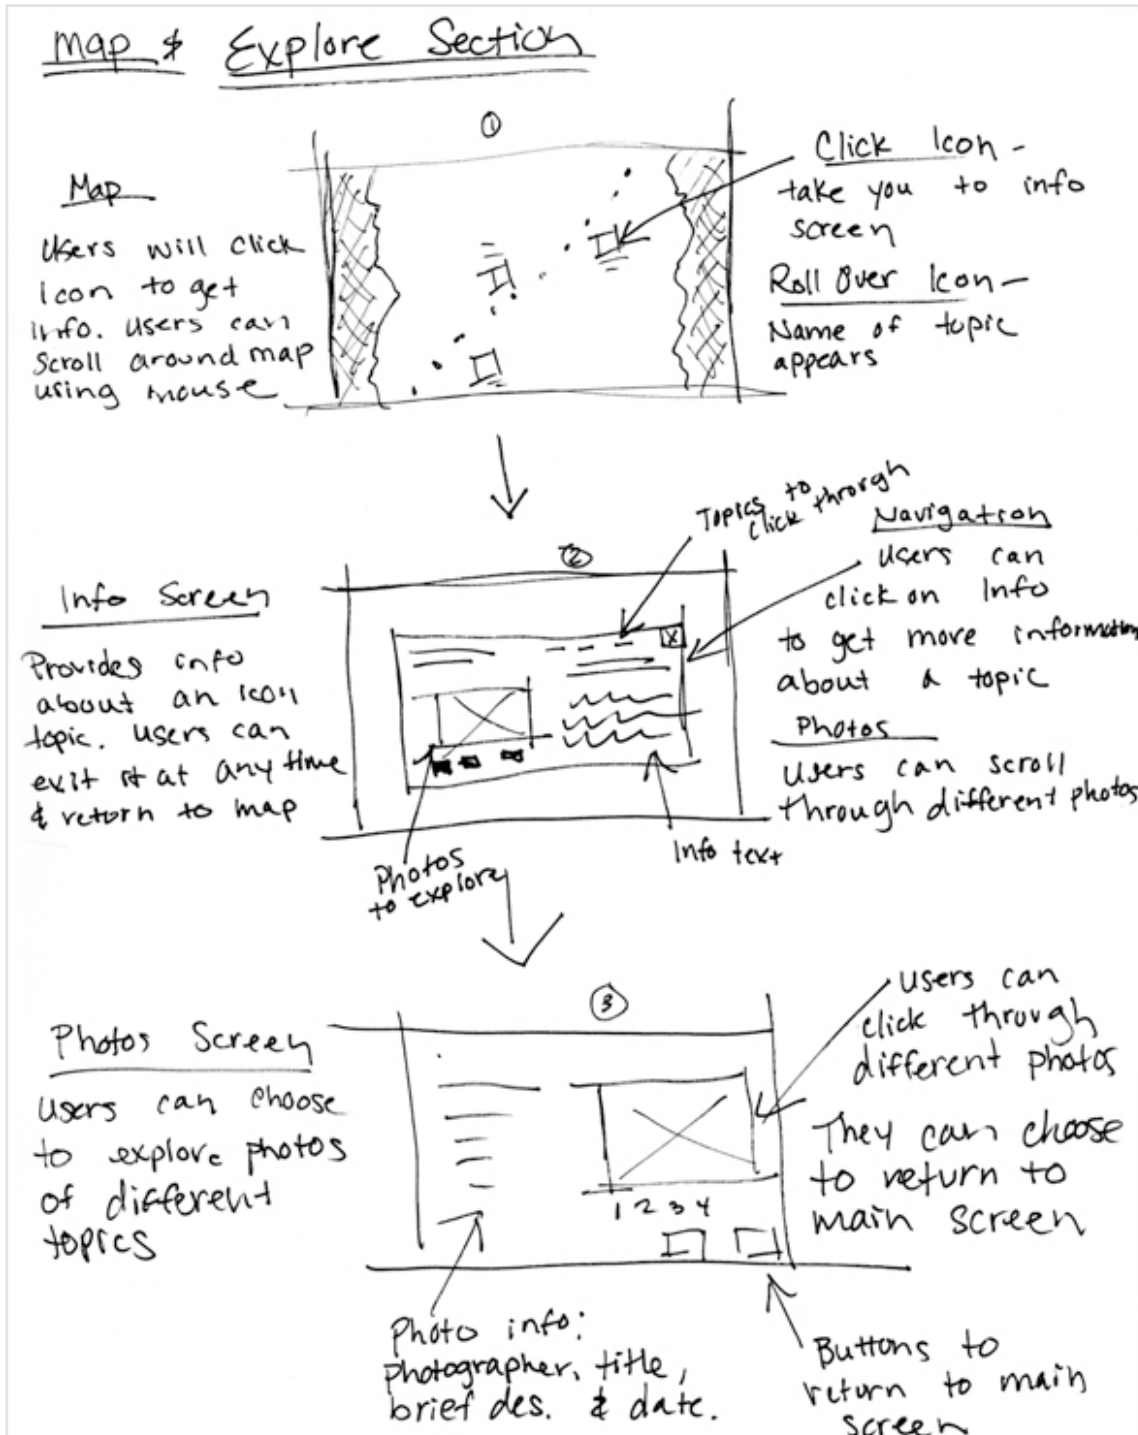 Map & Explore Section
①
Map
Users will click
Icon to get
Info. Users can
Scroll around map
using mouse
Click Icon -
take you to info
screen
Roll Over Icon -
Name of topic
appears
②
Topics to
click through
Info Screen
Provides info
about an icon
topic. Users can
exit it at any time
& return to map
X
Navigation
Users can
click on Info
to get more information
about a topic
Photos
Users can scroll
through different photos
Photos
to explore
Info text
③
Photos Screen
Users can choose
to explore photos
of different
topics
1 2 3 4
Users can
click through
different photos
They can choose
to return to
main screen
Photo info:
Photographer, title,
brief des. & date.
Buttons to
return to main
screen